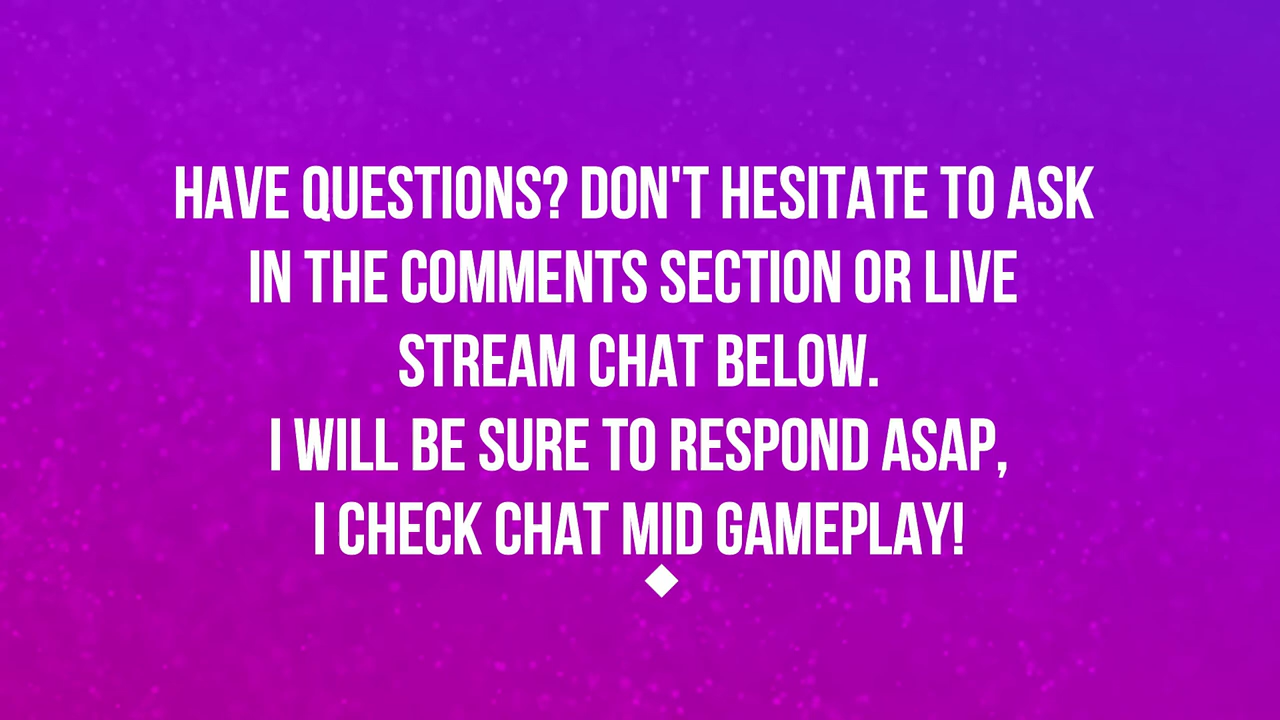 HAVE QUESTIONS? DON'T HESITATE TO ASK
IN THE COMMENTS SECTION OR LIVE
STREAM CHAT BELOW.
I WILL BE SURE TO RESPOND ASAP,
I CHECK CHAT MID GAMEPLAY!